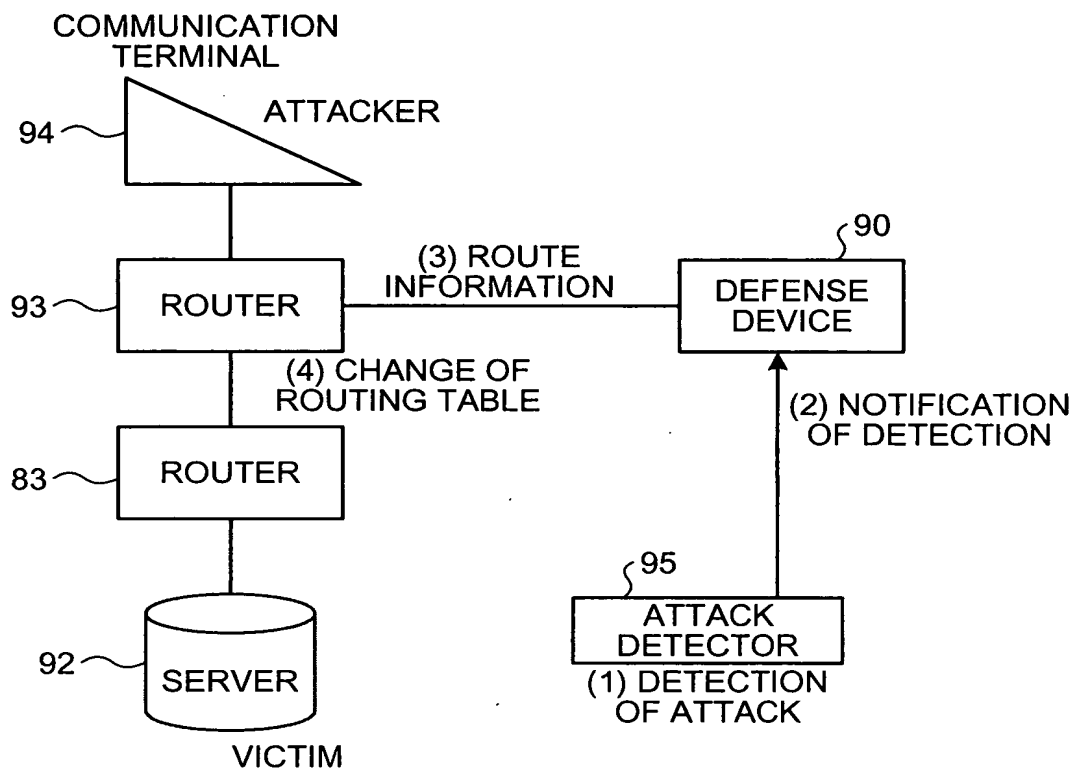 COMMUNICATION
TERMINAL
ATTACKER
94
90
(3) ROUTE
INFORMATION
93
ROUTER
DEFENSE
DEVICE
(4) CHANGE OF
ROUTING TABLE
(2) NOTIFICATION
OF DETECTION
83
ROUTER
95
ATTACK
DETECTOR
92
SERVER
(1) DETECTION
OF ATTACK
VICTIM